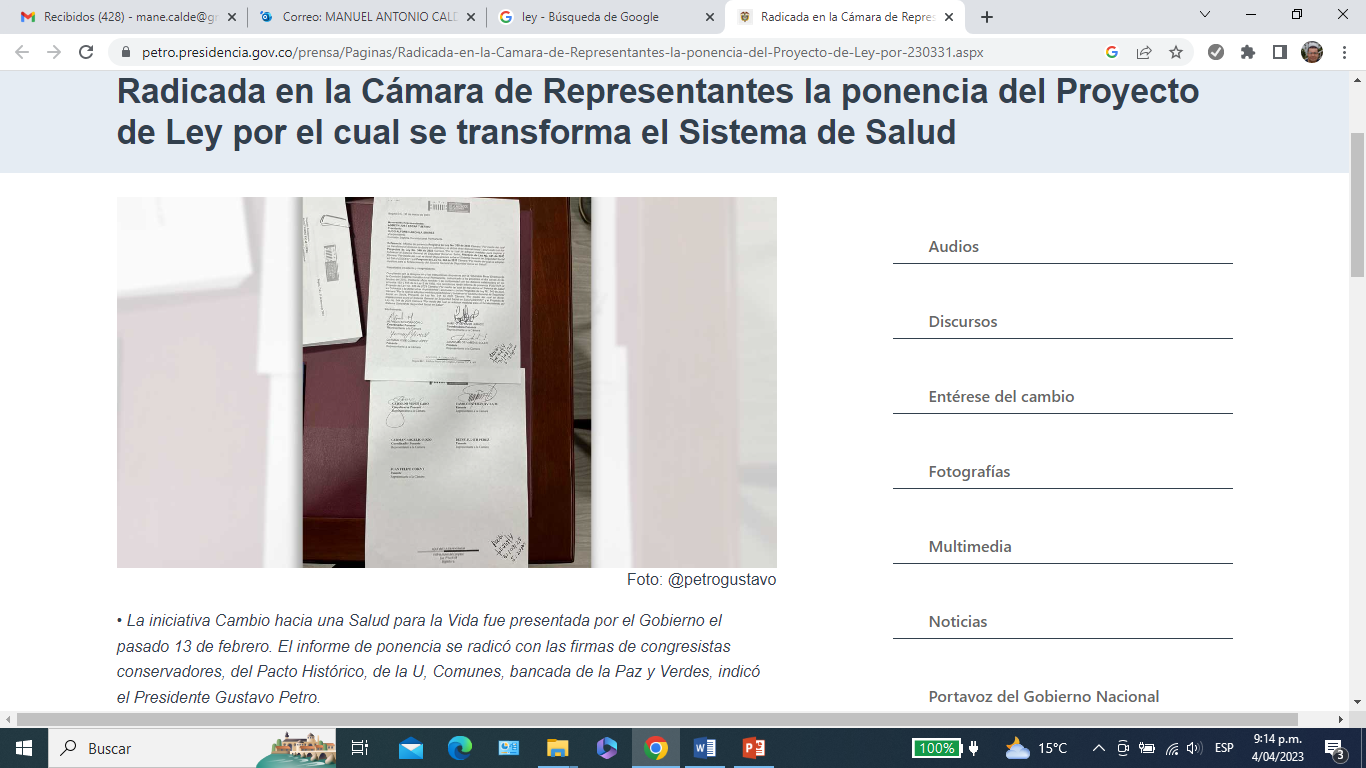 Recibidos (428) - mane.calde@gm
Correo: MANUEL ANTONIO CALD
ley - Búsqueda de Google
Radicada en la Cámara de Repres
petro.presidencia.gov.co/prensa/Paginas/Radicada-en-la-Camara-de-Representantes-la-ponencia-del-Proyecto-de-Ley-por-230331.aspx
Radicada en la Cámara de Representantes la ponencia del Proyecto
de Ley por el cual se transforma el Sistema de Salud
Foto: @petrogustavo
• La iniciativa Cambio hacia una Salud para la Vida fue presentada por el Gobierno el
pasado 13 de febrero. El informe de ponencia se radicó con las firmas de congresistas
conservadores, del Pacto Histórico, de la U, Comunes, bancada de la Paz y Verdes, indicó
el Presidente Gustavo Petro.
Audios
Discursos
Entérese del cambio
Fotografías
Multimedia
Noticias
Portavoz del Gobierno Nacional
Buscar
100%
15°C
ESP
9:14 p.m.
4/04/2023
3